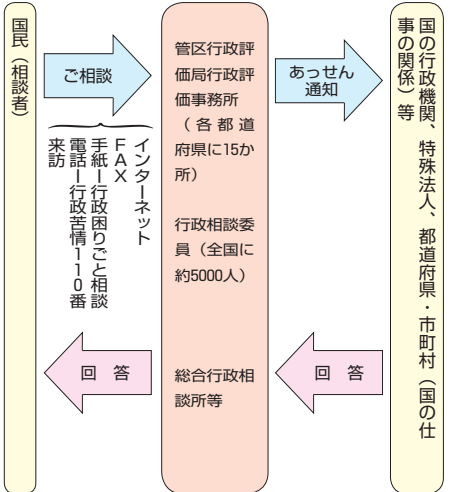 国民（相談者）
ご相談
インターネット
FAX
手紙ー行政困りごと相談
電話ー行政苦情110番
来訪
回　答
管区行政評
価局行政評
価事務所
（各都道
府県に15か
所）
行政相談委
員（全国に
約5000人）
総合行政相
談所等
あっせん
通知
回　答
国の行政機関、特殊法人、都道府県・市町村（国の仕
事の関係）等